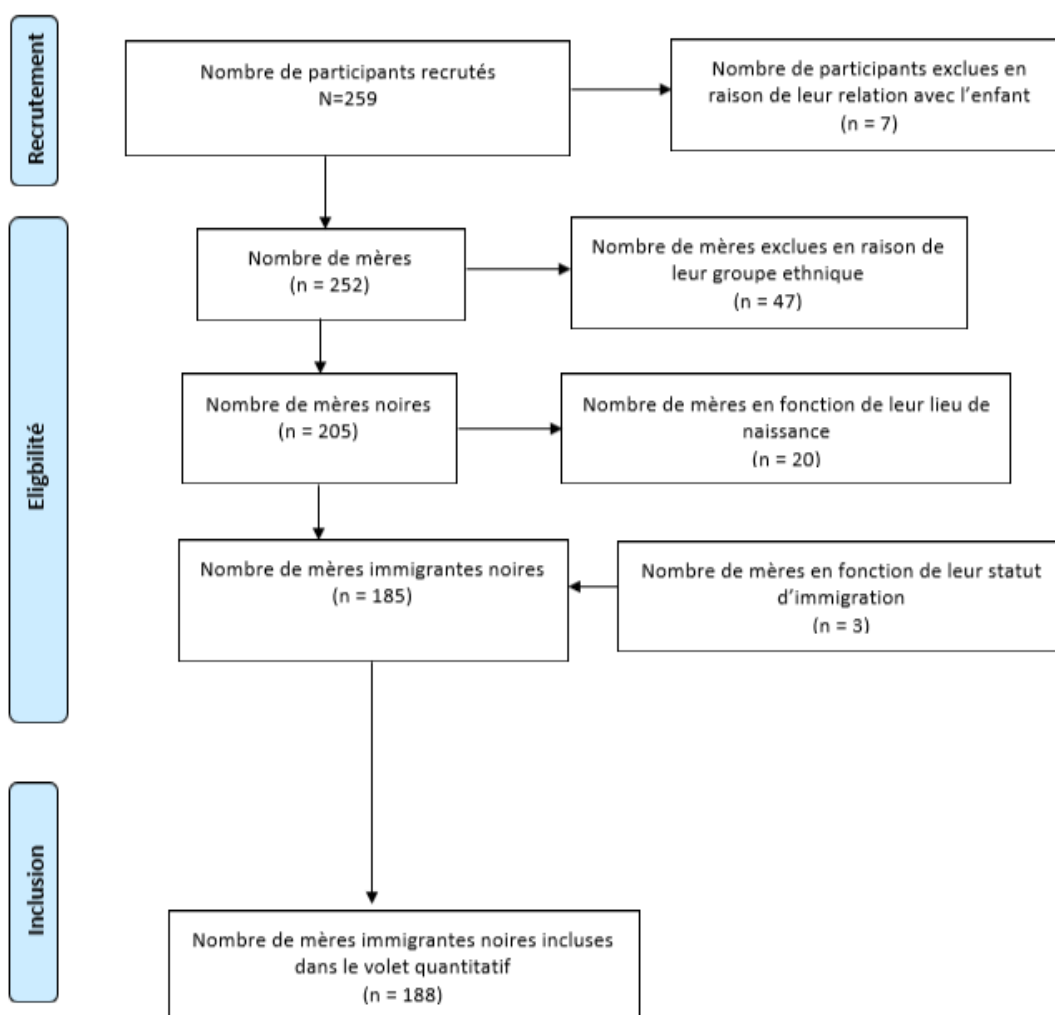 Recrutement
Nombre de participants recrutés
N=259
Nombre de participants exclues en
raison de leur relation avec l'enfant
(n = 7)
Eligbilité
Nombre de mères
(n = 252)
Nombre de mères exclues en raison de
leur groupe ethnique
(n = 47)
Nombre de mères noires
(n = 205)
Nombre de mères en fonction de leur lieu de
naissance
(n = 20)
Nombre de mères immigrantes noires
(n = 185)
Nombre de mères en fonction de leur statut
d'immigration
(n = 3)
Inclusion
Nombre de mères immigrantes noires incluses
dans le volet quantitatif
(n = 188)